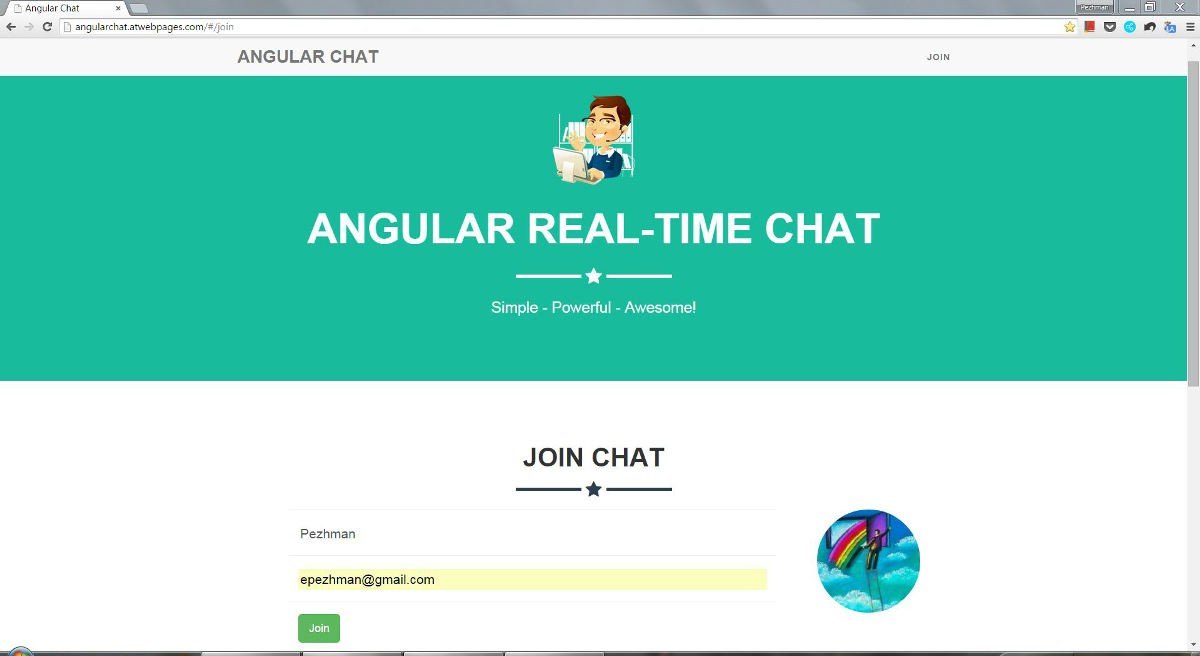 Angular Chat
Pezhman
angularchat.atwebpages.com/#/join
ANGULAR CHAT
JOIN
ANGULAR REAL-TIME CHAT
Simple - Powerful - Awesome!
JOIN CHAT
Pezhman
epezhman@gmail.com
Join